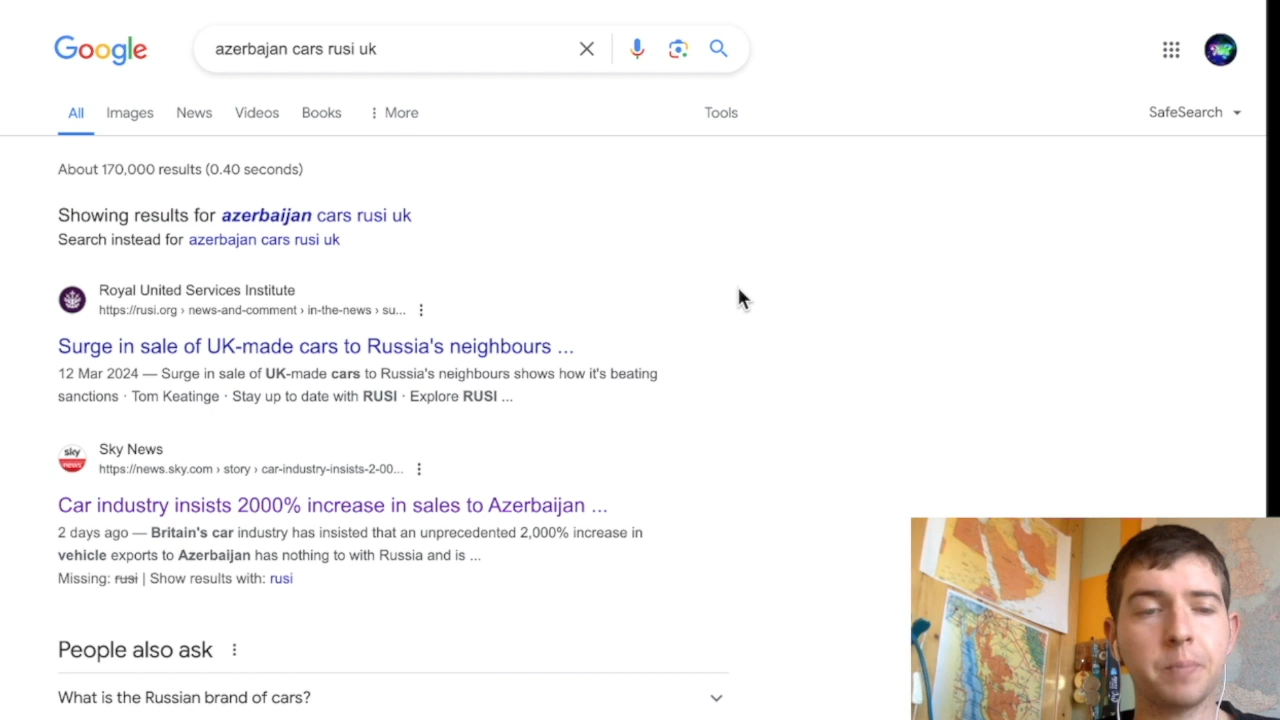 Google
azerbajan cars rusi uk
All
Images
News
Videos
Books
More
Tools
SafeSearch
About 170,000 results (0.40 seconds)
Showing results for azerbaijan cars rusi uk
Search instead for azerbajan cars rusi uk
Royal United Services Institute
https://rusi.org › news-and-comment › in-the-news › su...
Surge in sale of UK-made cars to Russia's neighbours ...
12 Mar 2024 — Surge in sale of UK-made cars to Russia's neighbours shows how it's beating
sanctions · Tom Keatinge · Stay up to date with RUSI · Explore RUSI ...
sky
news
Sky News
https://news.sky.com › story › car-industry-insists-2-00...
Car industry insists 2000% increase in sales to Azerbaijan ...
2 days ago — Britain's car industry has insisted that an unprecedented 2,000% increase in
vehicle exports to Azerbaijan has nothing to with Russia and is ...
Missing: rusi | Show results with: rusi
People also ask
What is the Russian brand of cars?